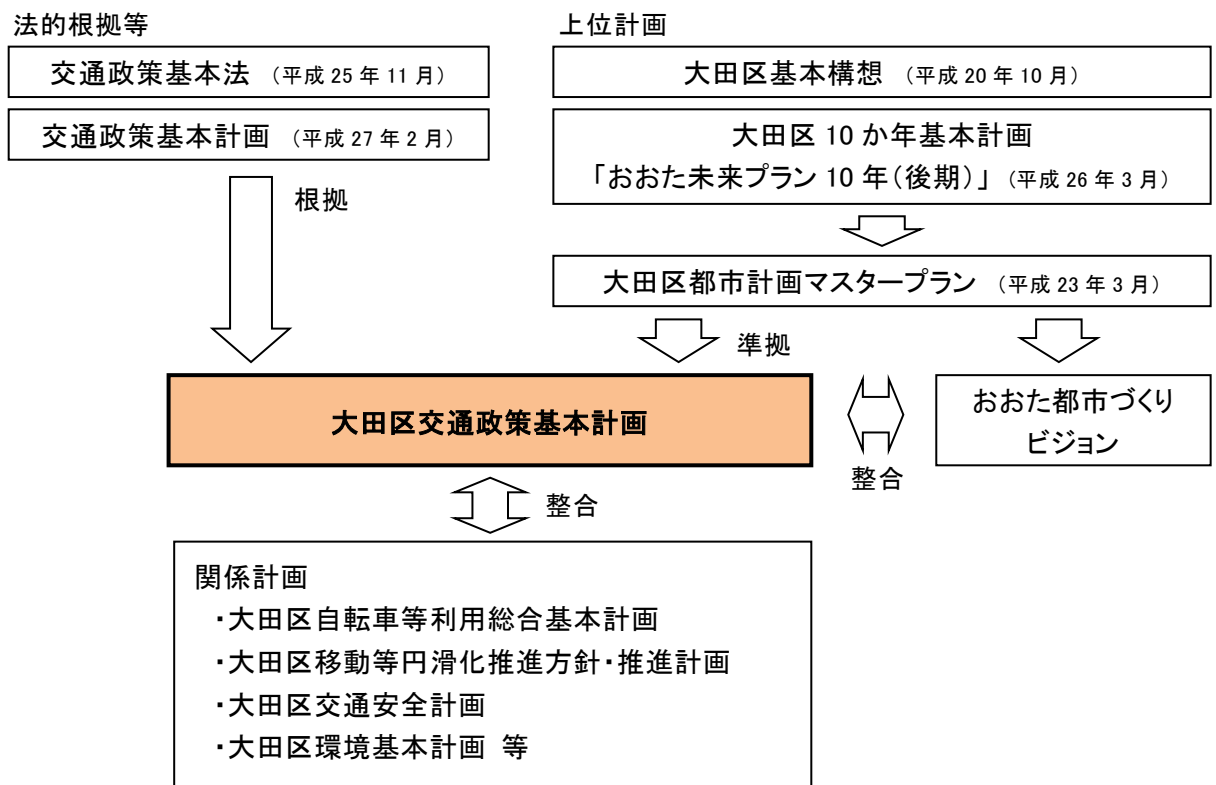 法的根拠等
交通政策基本法 (平成 25 年 11 月)
交通政策基本計画 (平成 27 年 2 月)
根拠
上位計画
大田区基本構想 (平成 20 年 10 月)
大田区 10 か年基本計画
「おおた未来プラン 10 年(後期)」 (平成 26 年 3 月)
大田区都市計画マスタープラン (平成 23 年 3 月)
準拠
大田区交通政策基本計画
整合
おおた都市づくり
ビジョン
整合
関係計画
・大田区自転車等利用総合基本計画
・大田区移動等円滑化推進方針・推進計画
・大田区交通安全計画
・大田区環境基本計画 等